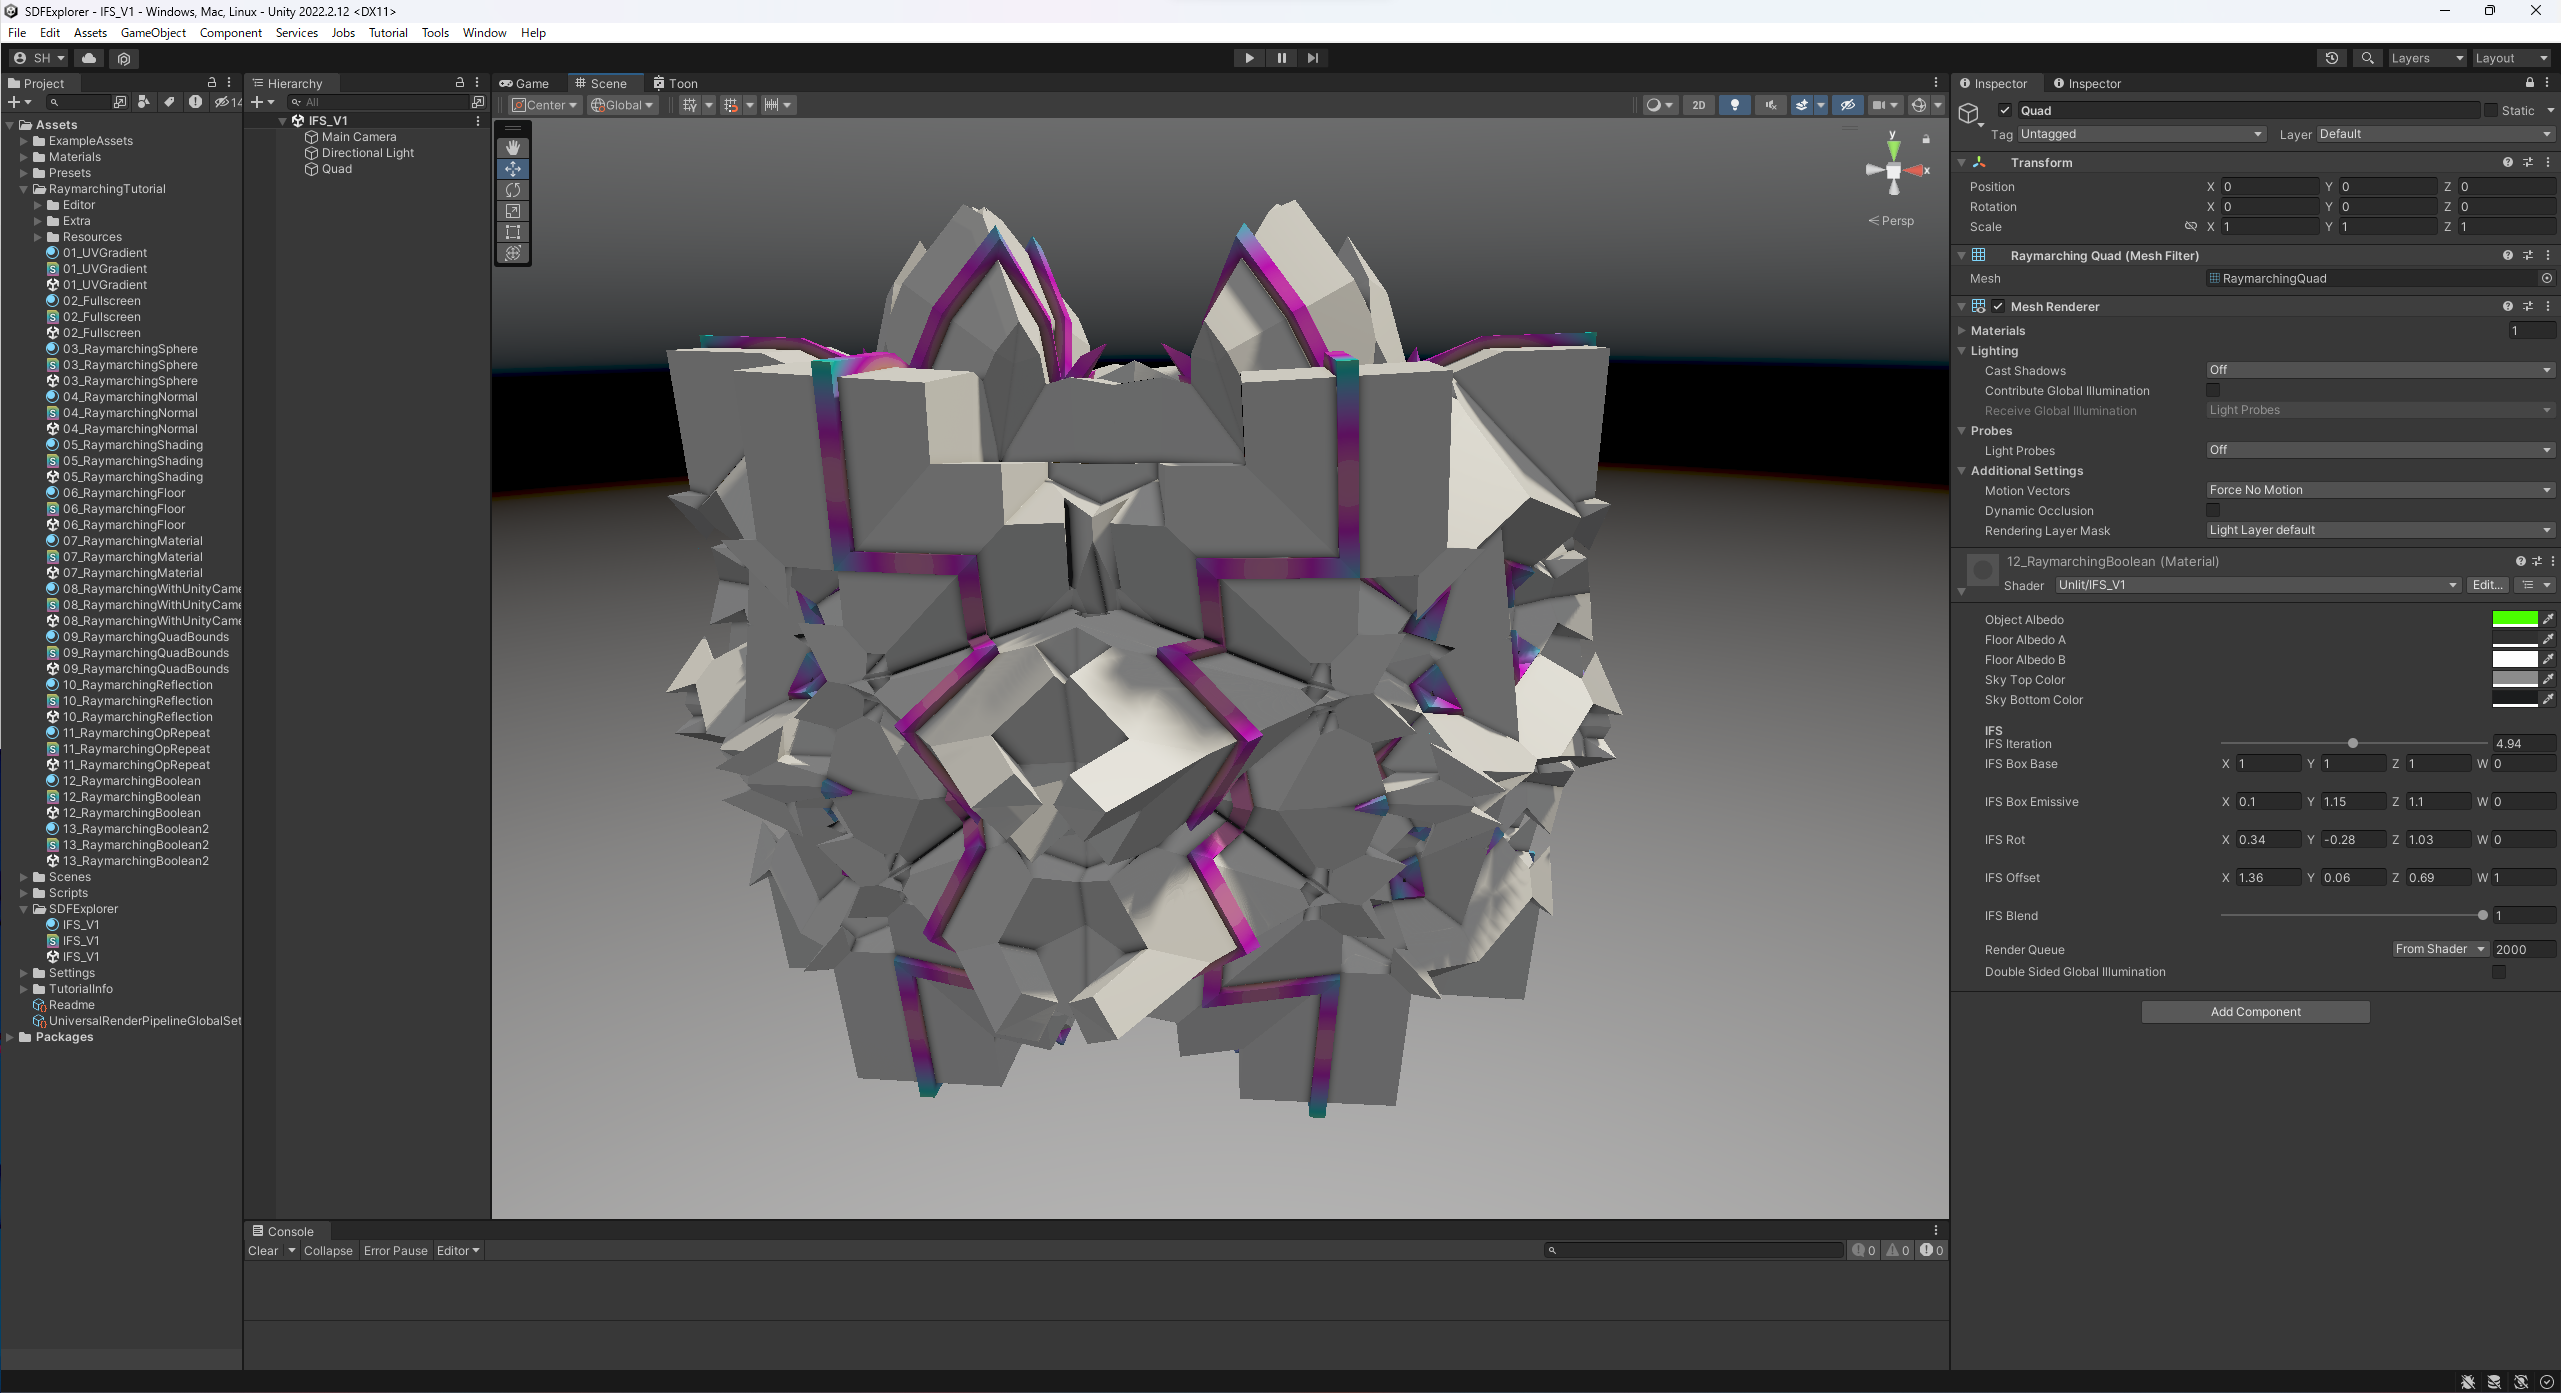 SDFExplorer - IFS_V1 - Windows, Mac, Linux - Unity 2022.2.12 <DX11>
File Edit Assets GameObject Component Services Jobs Tutorial Tools Window Help
SH Layers Layout
Project
14
Assets
ExampleAssets
Materials
Presets
RaymarchingTutorial
Editor
Extra
Resources
01_UVGradient
01_UVGradient
01_UVGradient
02_Fullscreen
02_Fullscreen
02_Fullscreen
03_RaymarchingSphere
03_RaymarchingSphere
03_RaymarchingSphere
04_RaymarchingNormal
04_RaymarchingNormal
04_RaymarchingNormal
05_RaymarchingShading
05_RaymarchingShading
05_RaymarchingShading
06_RaymarchingFloor
06_RaymarchingFloor
06_RaymarchingFloor
07_RaymarchingMaterial
07_RaymarchingMaterial
07_RaymarchingMaterial
08_RaymarchingWithUnityCame
08_RaymarchingWithUnityCame
08_RaymarchingWithUnityCame
09_RaymarchingQuadBounds
09_RaymarchingQuadBounds
09_RaymarchingQuadBounds
10_RaymarchingReflection
10_RaymarchingReflection
10_RaymarchingReflection
11_RaymarchingOpRepeat
11_RaymarchingOpRepeat
11_RaymarchingOpRepeat
12_RaymarchingBoolean
12_RaymarchingBoolean
12_RaymarchingBoolean
13_RaymarchingBoolean2
13_RaymarchingBoolean2
13_RaymarchingBoolean2
Scenes
Scripts
SDFExplorer
IFS_V1
IFS_V1
IFS_V1
Settings
TutorialInfo
Readme
UniversalRenderPipelineGlobalSet
Packages
Hierarchy
All
IFS_V1
Main Camera
Directional Light
Quad
Game Scene Toon
Center Global 2D
y
x
< Persp
Console
Clear Collapse Error Pause Editor 0 0 0
Inspector Inspector
Quad Static
Tag Untagged Layer Default
Transform
Position X 0 Y 0 Z 0
Rotation X 0 Y 0 Z 0
Scale X 1 Y 1 Z 1
Raymarching Quad (Mesh Filter)
Mesh RaymarchingQuad
Mesh Renderer
Materials 1
Lighting
Cast Shadows Off
Contribute Global Illumination
Receive Global Illumination Light Probes
Probes
Light Probes Off
Additional Settings
Motion Vectors Force No Motion
Dynamic Occlusion
Rendering Layer Mask Light Layer default
12_RaymarchingBoolean (Material)
Shader Unlit/IFS_V1 Edit...
Object Albedo
Floor Albedo A
Floor Albedo B
Sky Top Color
Sky Bottom Color
IFS
IFS Iteration 4.94
IFS Box Base X 1 Y 1 Z 1 W 0
IFS Box Emissive X 0.1 Y 1.15 Z 1.1 W 0
IFS Rot X 0.34 Y -0.28 Z 1.03 W 0
IFS Offset X 1.36 Y 0.06 Z 0.69 W 1
IFS Blend 1
Render Queue From Shader 2000
Double Sided Global Illumination
Add Component